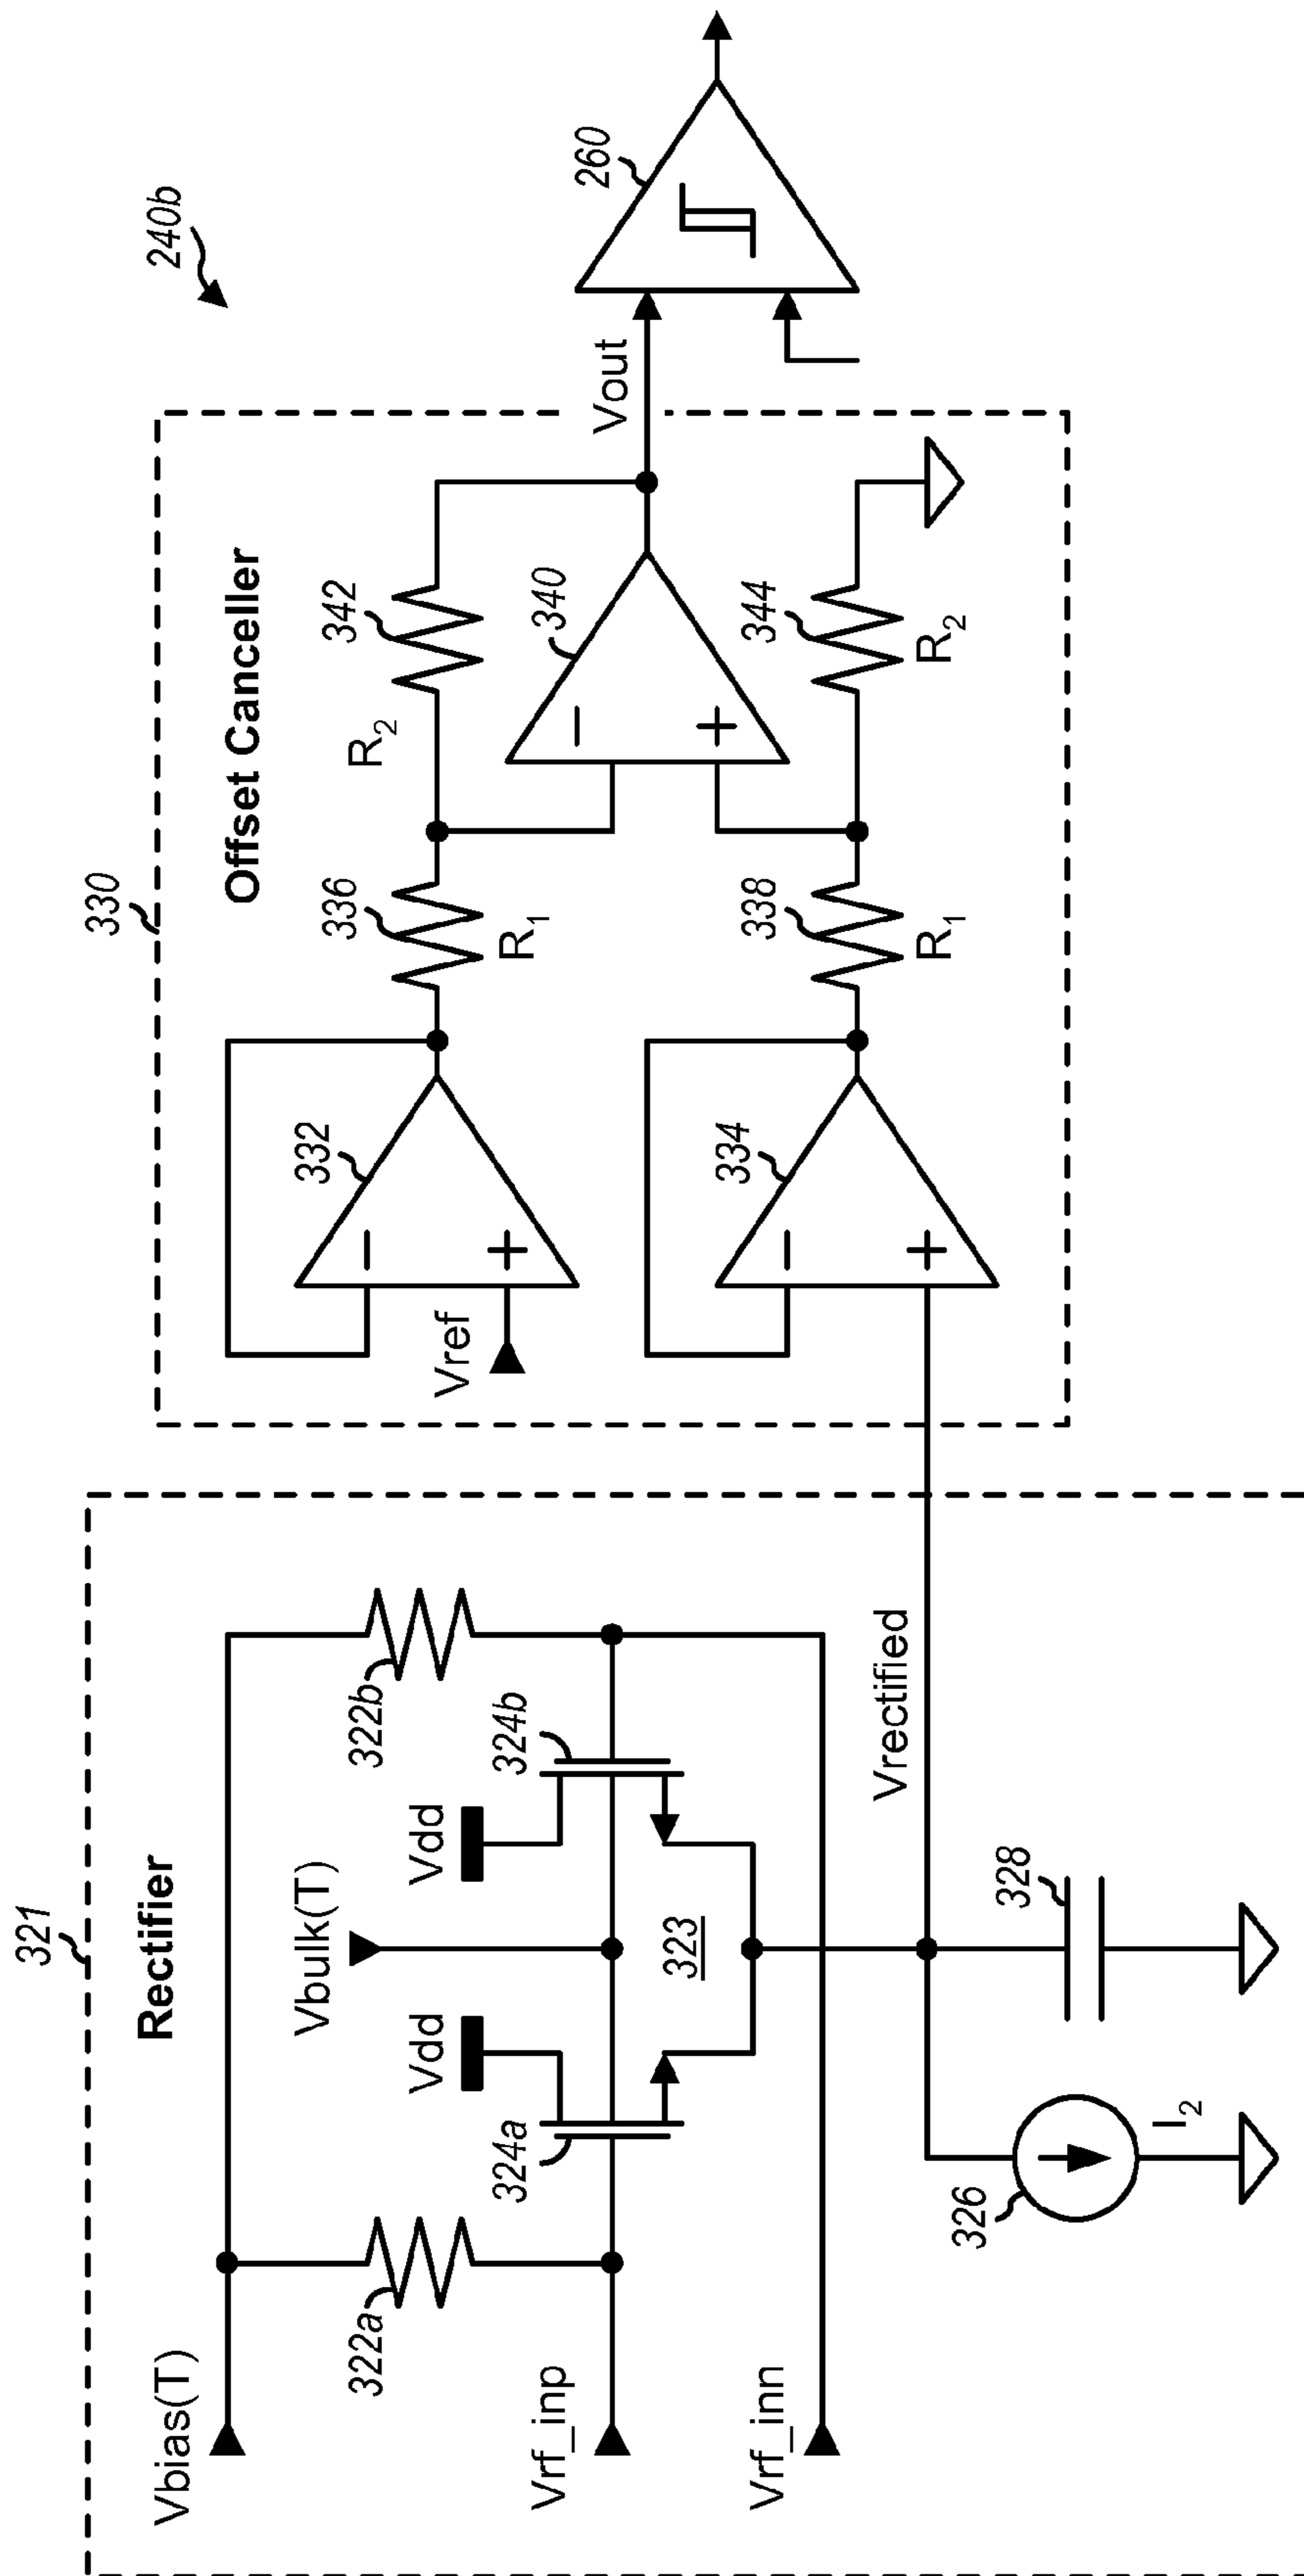 240b
321
Rectifier
Vbias(T)
322a
322b
Vbulk(T)
Vdd
Vdd
324a
324b
Vrf_inp
323
Vrf_inn
Vrectified
326
I2
328
330
Offset Canceller
332
−
+
Vref
334
−
+
336
R1
338
R1
342
R2
340
−
+
344
R2
Vout
260